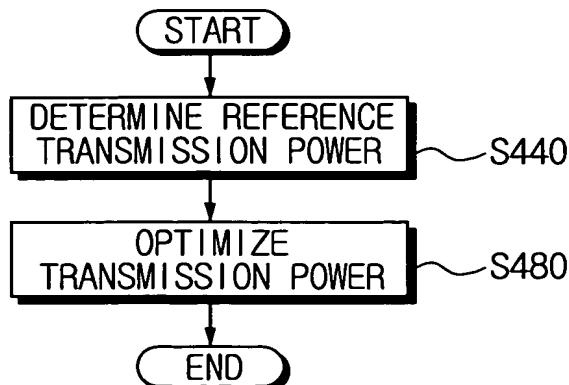 START
DETERMINE REFERENCE
TRANSMISSION POWER
S440
OPTIMIZE
TRANSMISSION POWER
S480
END